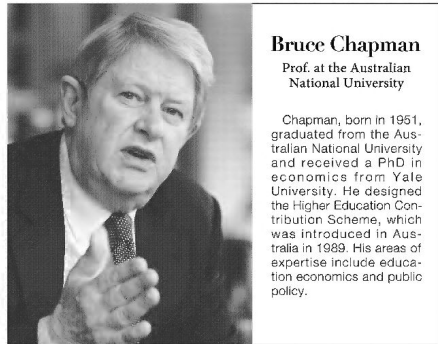 Bruce Chapman
Prof. at the Australian
National University
Chapman, born in 1951,
graduated from the Aus-
tralian National University
and received a PhD in
economics from Yale
University. He designed
the Higher Education Con-
tribution Scheme, which
was introduced in Aus-
tralia in 1989. His areas of
expertise include educa-
tion economics and public
policy.